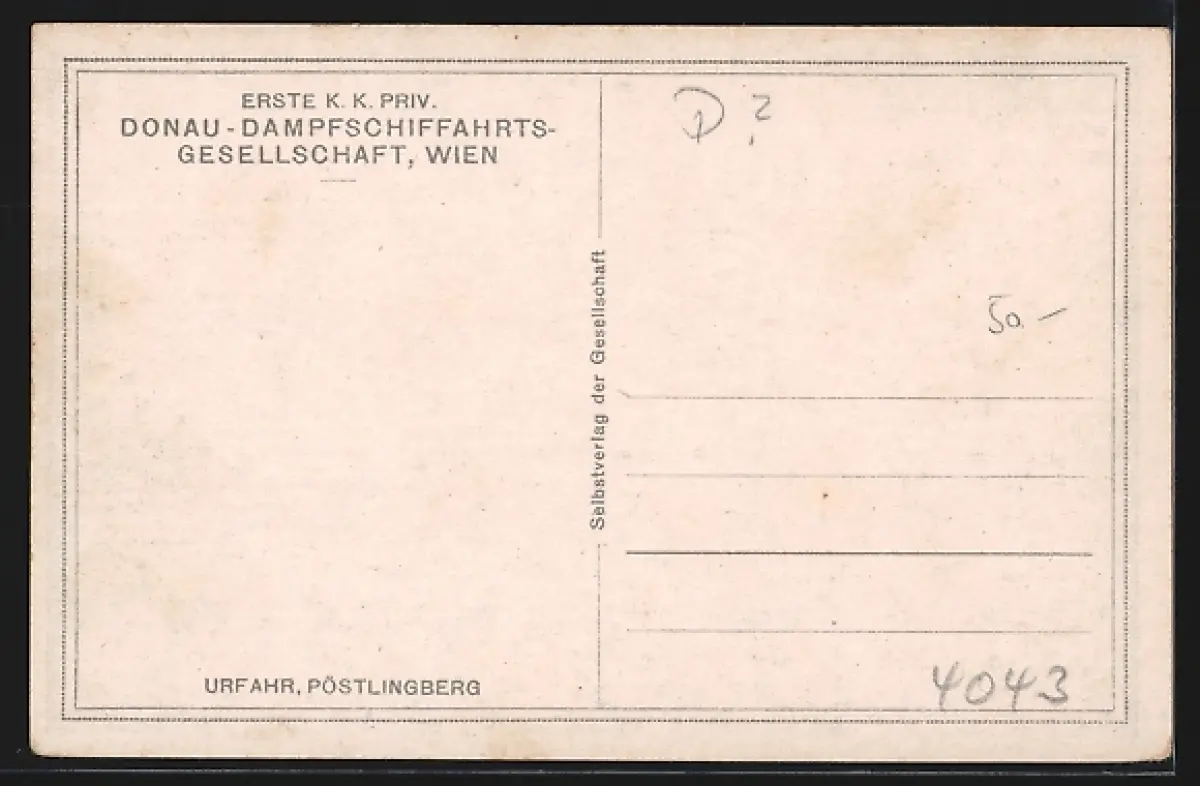 ERSTE K. K. PRIV.
DONAU-DAMPFSCHIFFAHRTS-
GESELLSCHAFT, WIEN
URFAHR, PÖSTLINGBERG
Selbstverlag der Gesellschaft
D ?
50.-
4043